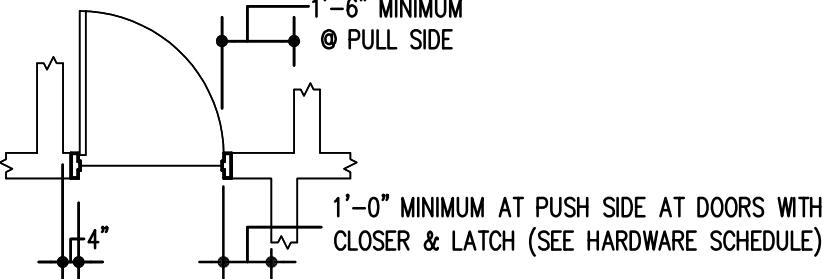 1'-6" MINIMUM
@ PULL SIDE
1'-0" MINIMUM AT PUSH SIDE AT DOORS WITH
CLOSER & LATCH (SEE HARDWARE SCHEDULE)
4"